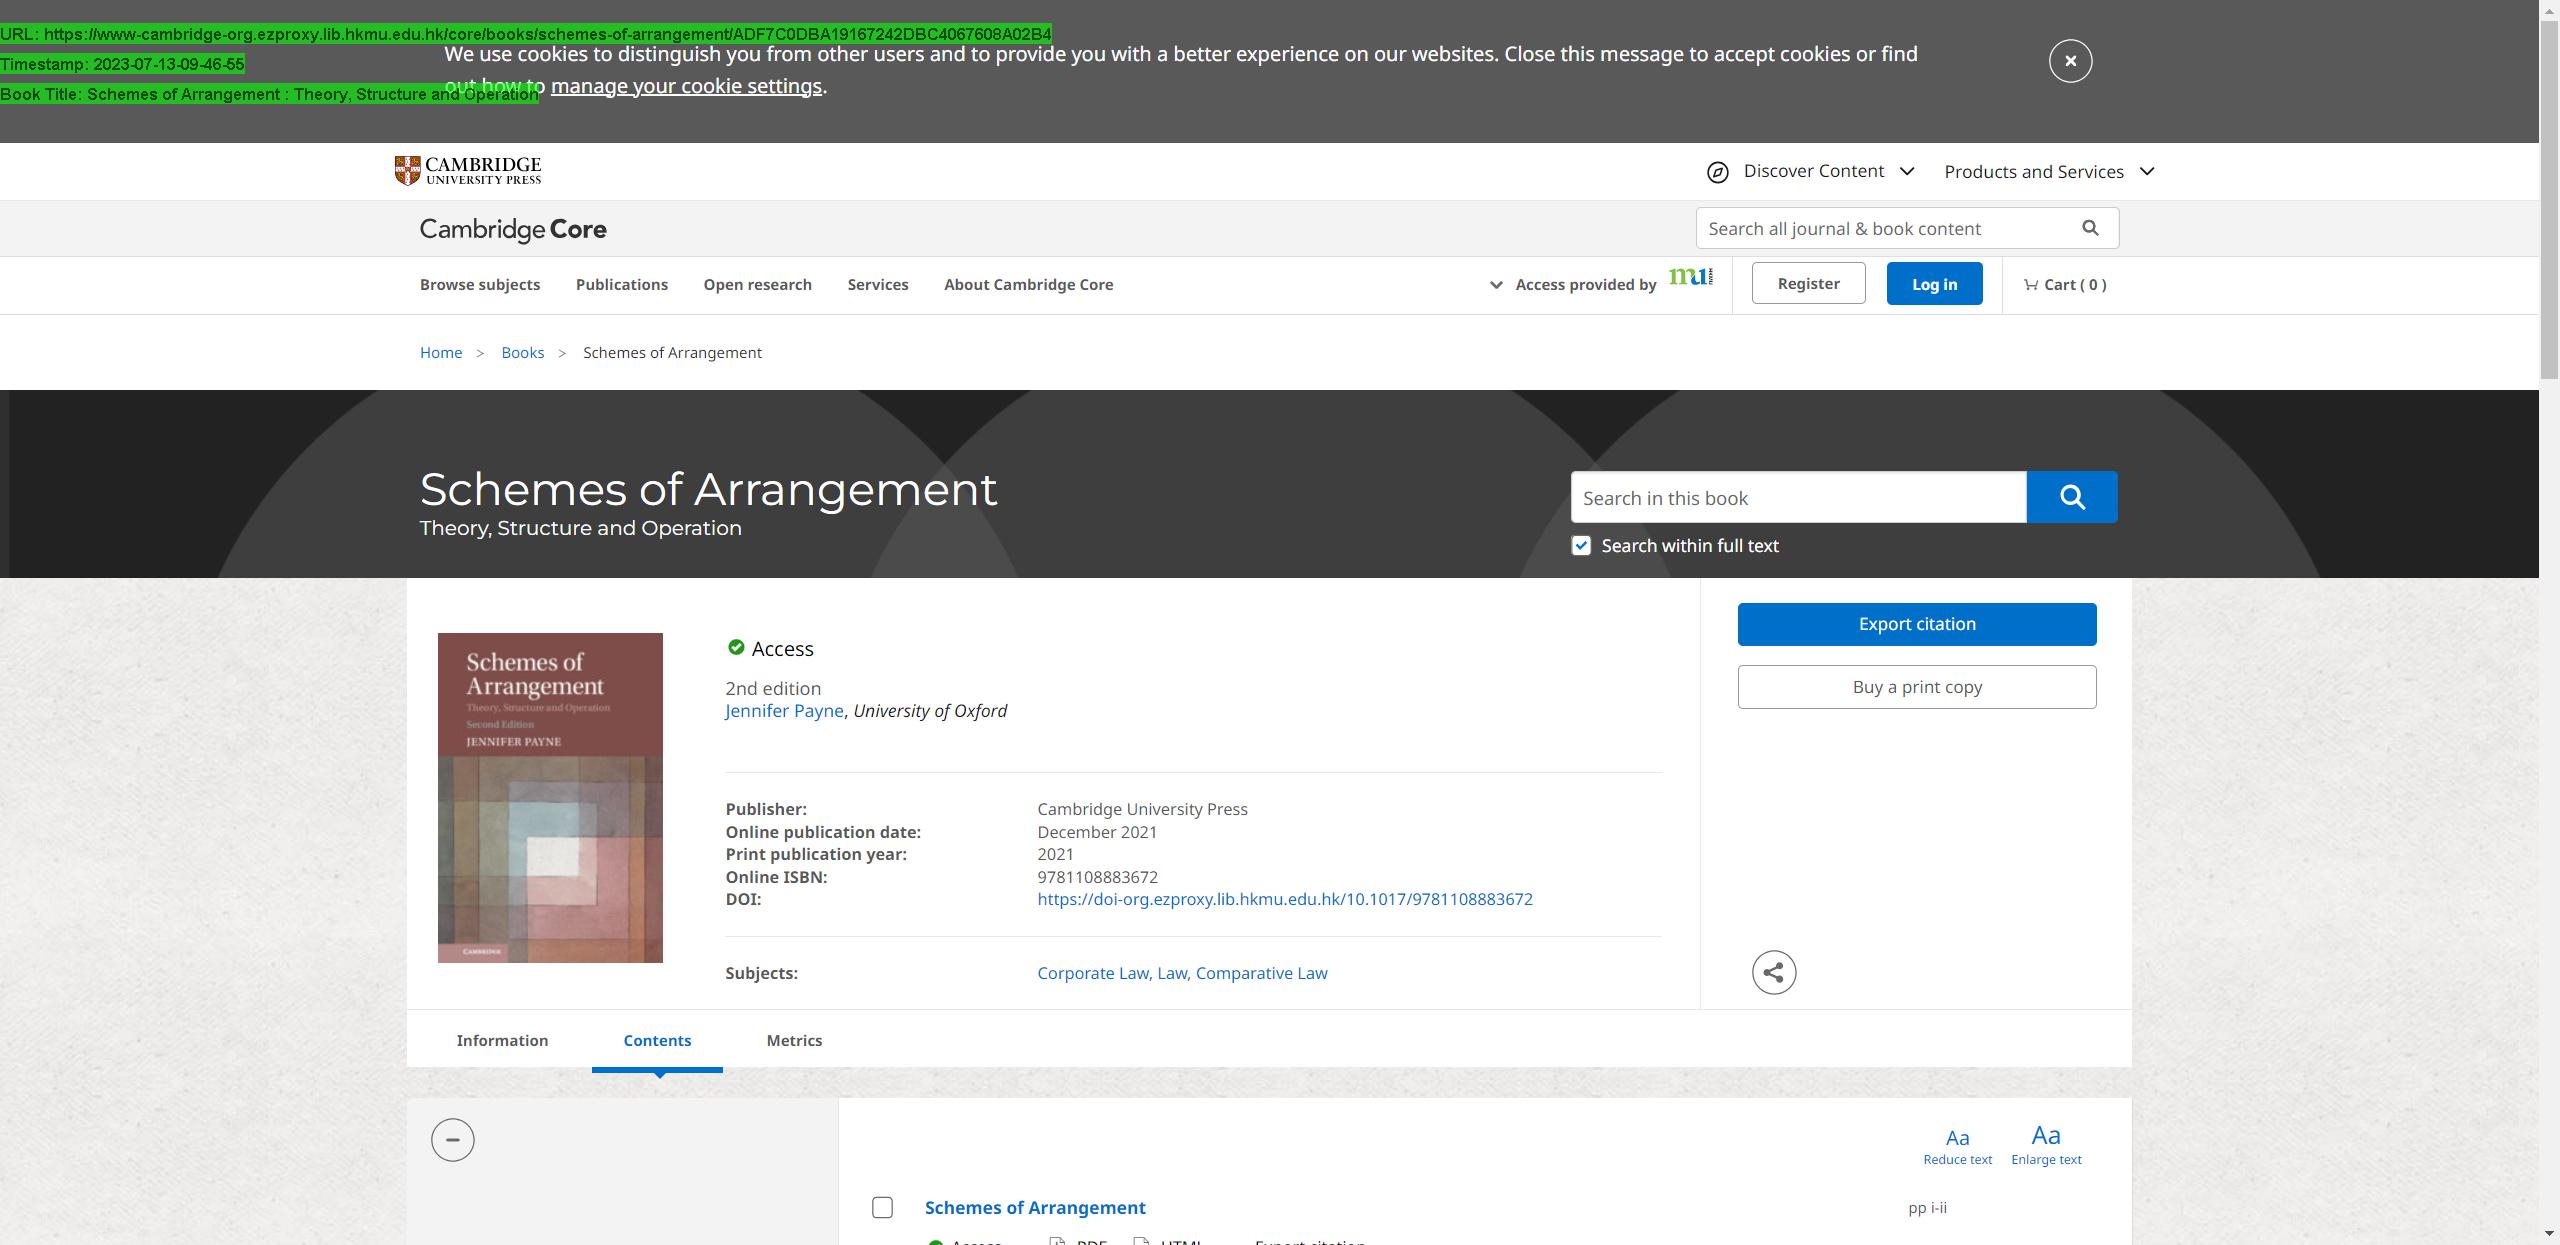 URL: https://www-cambridge-org.ezproxy.lib.hkmu.edu.hk/core/books/schemes-of-arrangement/ADF7C0DBA19167242DBC4067608A02B4
Timestamp: 2023-07-13-09-46-55
Book Title: Schemes of Arrangement : Theory, Structure and Operation
We use cookies to distinguish you from other users and to provide you with a better experience on our websites. Close this message to accept cookies or find
out how to manage your cookie settings.
CAMBRIDGE
UNIVERSITY PRESS
Discover Content
Products and Services
Cambridge Core
Search all journal & book content
Browse subjects
Publications
Open research
Services
About Cambridge Core
Access provided by
mu
Register
Log in
Cart ( 0 )
Home > Books > Schemes of Arrangement
Schemes of Arrangement
Theory, Structure and Operation
Search in this book
Search within full text
Schemes of
Arrangement
Theory, Structure and Operation
Second Edition
JENNIFER PAYNE
CAMBRIDGE
Access
2nd edition
Jennifer Payne, University of Oxford
Publisher: Cambridge University Press
Online publication date: December 2021
Print publication year: 2021
Online ISBN: 9781108883672
DOI: https://doi-org.ezproxy.lib.hkmu.edu.hk/10.1017/9781108883672
Subjects: Corporate Law, Law, Comparative Law
Export citation
Buy a print copy
Information
Contents
Metrics
Aa
Reduce text
Aa
Enlarge text
Schemes of Arrangement
pp i-ii
Access PDF HTML Export citation